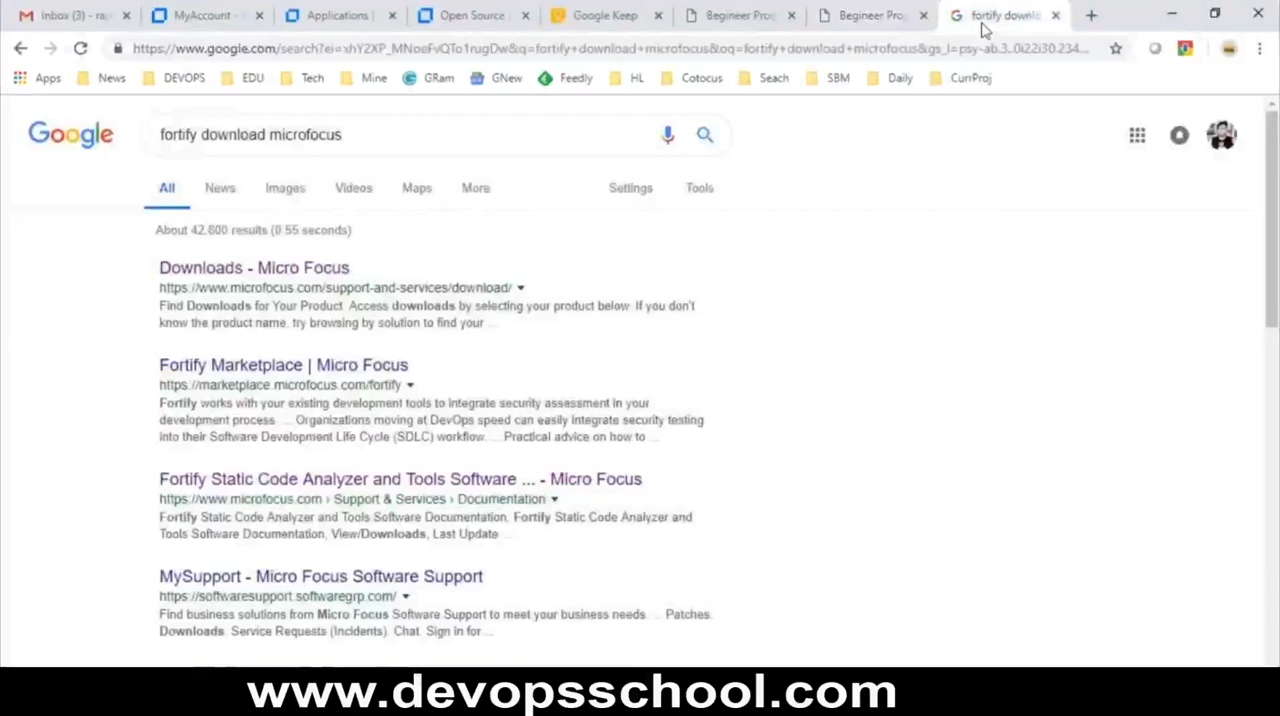 Inbox (3) - ra
MyAccount -
Applications |
Open Source
Google Keep
Begineer Prog
Begineer Pro
fortify downl
https://www.google.com/search?ei=xhY2XP_MNoeFvQTo1rugDw&q=fortify+download+microfocus&oq=fortify+download+microfocus&gs_l=psy-ab.3..0i22i30.234...
Apps News DEVOPS EDU Tech Mine GRam GNew Feedly HL Cotocus Seach SBM Daily CurrProj
Google
fortify download microfocus
All News Images Videos Maps More Settings Tools
About 42,800 results (0.55 seconds)
Downloads - Micro Focus
https://www.microfocus.com/support-and-services/download/
Find Downloads for Your Product. Access downloads by selecting your product below. If you don't
know the product name, try browsing by solution to find your ...
Fortify Marketplace | Micro Focus
https://marketplace.microfocus.com/fortify
Fortify works with your existing development tools to integrate security assessment in your
development process. ... Organizations moving at DevOps speed can easily integrate security testing
into their Software Development Life Cycle (SDLC) workflow. ... Practical advice on how to ...
Fortify Static Code Analyzer and Tools Software ... - Micro Focus
https://www.microfocus.com › Support & Services › Documentation
Fortify Static Code Analyzer and Tools Software Documentation. Fortify Static Code Analyzer and
Tools Software Documentation, View/Downloads, Last Update ...
MySupport - Micro Focus Software Support
https://softwaresupport.softwaregrp.com/
Find business solutions from Micro Focus Software Support to meet your business needs. ... Patches.
Downloads. Service Requests (Incidents). Chat. Sign in for ...
www.devopsschool.com